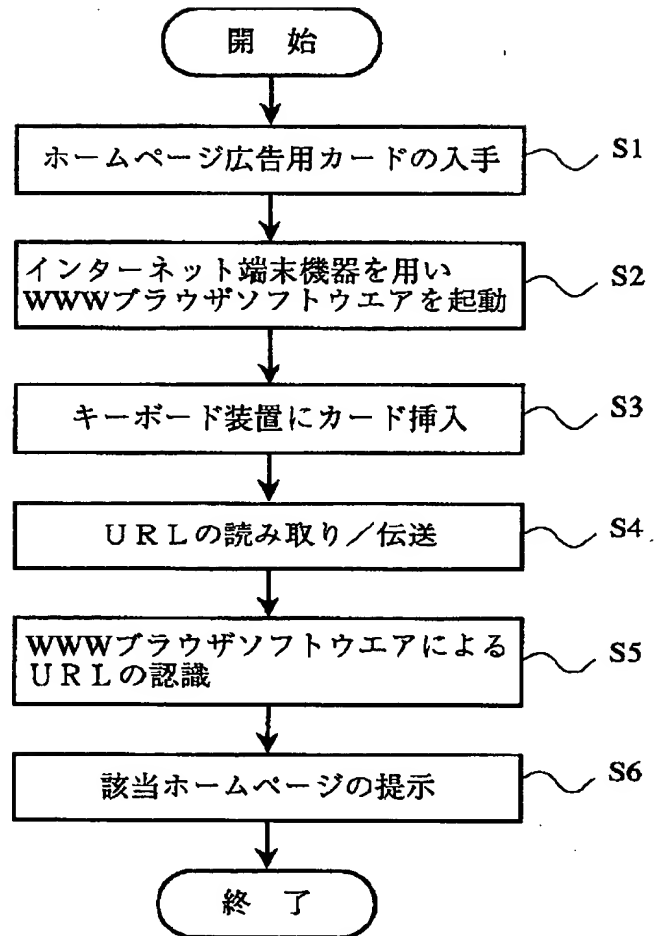 開　始
ホームページ広告用カードの入手
S1
インターネット端末機器を用い
WWWブラウザソフトウエアを起動
S2
キーボード装置にカード挿入
S3
ＵＲＬの読み取り／伝送
S4
WWWブラウザソフトウエアによる
ＵＲＬの認識
S5
該当ホームページの提示
S6
終　了